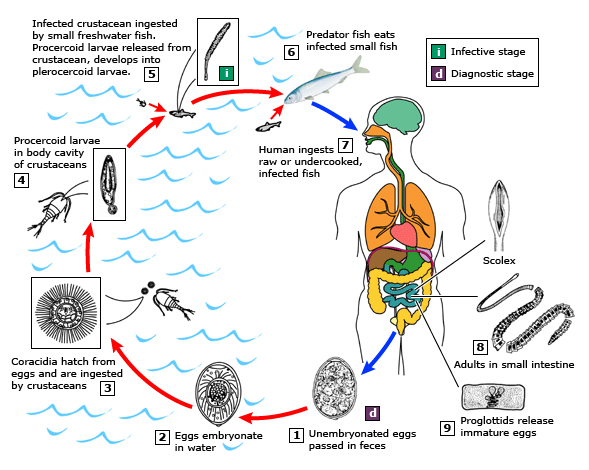 Infected crustacean ingested
by small freshwater fish.
Procercoid larvae released from
crustacean, develops into
plerocercoid larvae.
5
i
6
Predator fish eats
infected small fish
i Infective stage
d Diagnostic stage
Procercoid larvae
in body cavity
of crustaceans
4
Human ingests
raw or undercooked,
infected fish
7
Scolex
8
Adults in small intestine
Coracidia hatch from
eggs and are ingested
by crustaceans
3
2
Eggs embryonate
in water
d
1
Unembryonated eggs
passed in feces
9
Proglottids release
immature eggs